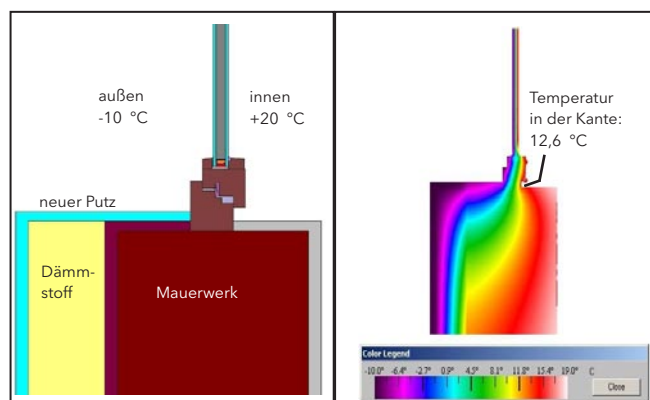 außen
-10 °C
innen
+20 °C
neuer Putz
Dämm-
stoff
Mauerwerk
Temperatur
in der Kante:
12,6 °C
Color Legend
-10.0° -6.4° -2.7° 0.9° 4.5° 8.1° 11.8° 15.4° 19.0° C
Close